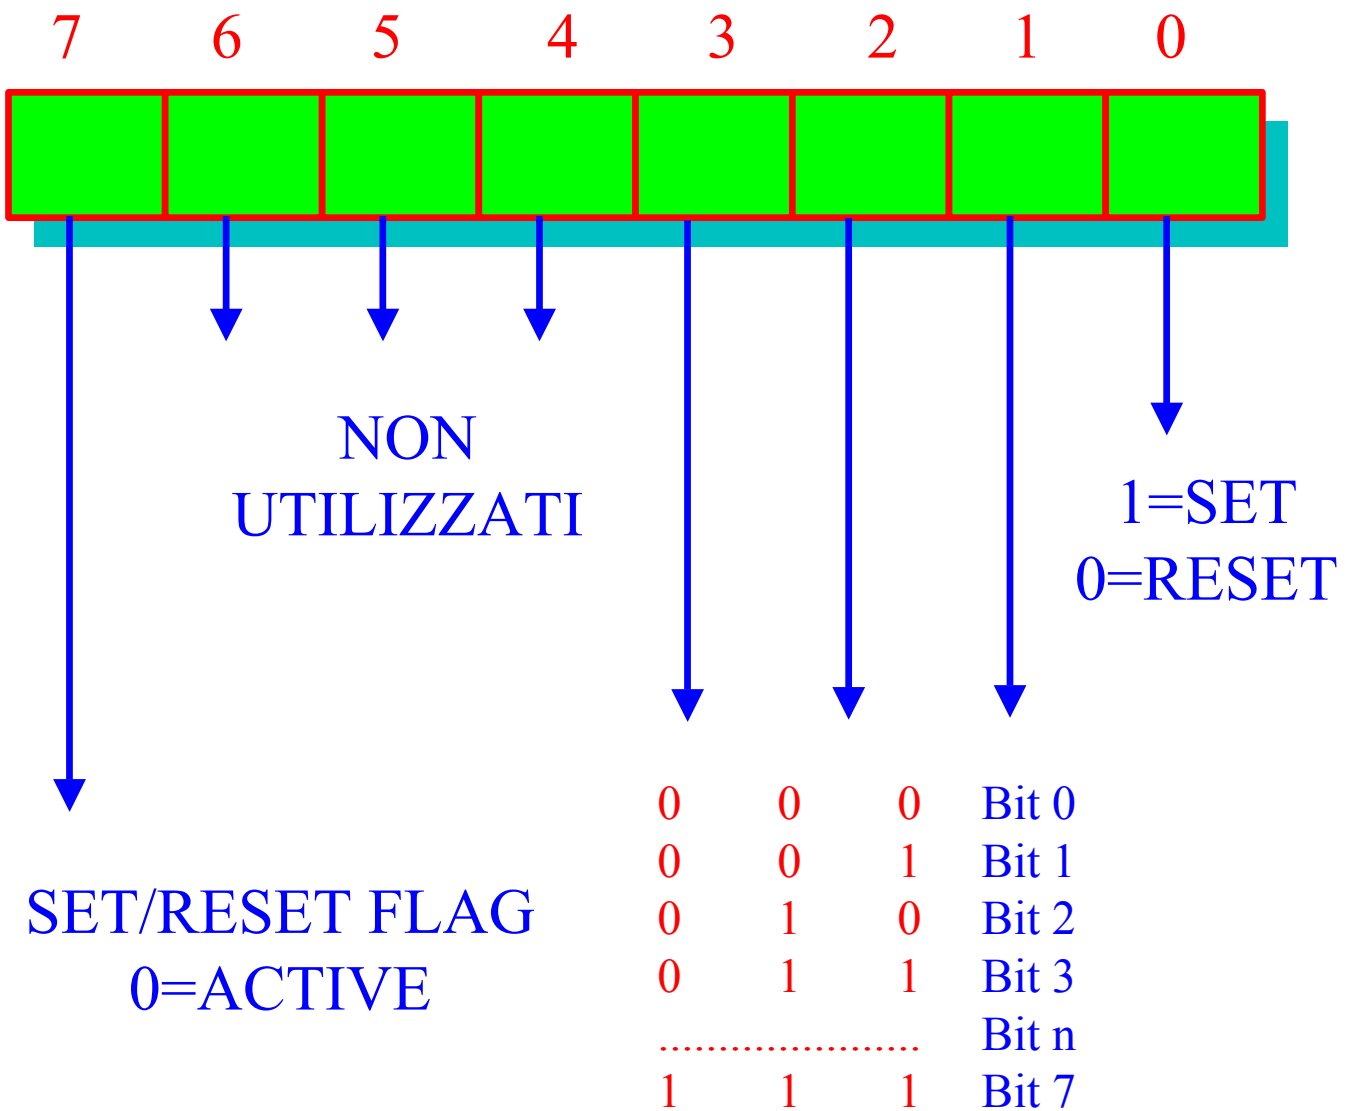 7 6 5 4 3 2 1 0
NON
UTILIZZATI
1=SET
0=RESET
SET/RESET FLAG
0=ACTIVE
0 0 0 Bit 0
0 0 1 Bit 1
0 1 0 Bit 2
0 1 1 Bit 3
...................... Bit n
1 1 1 Bit 7